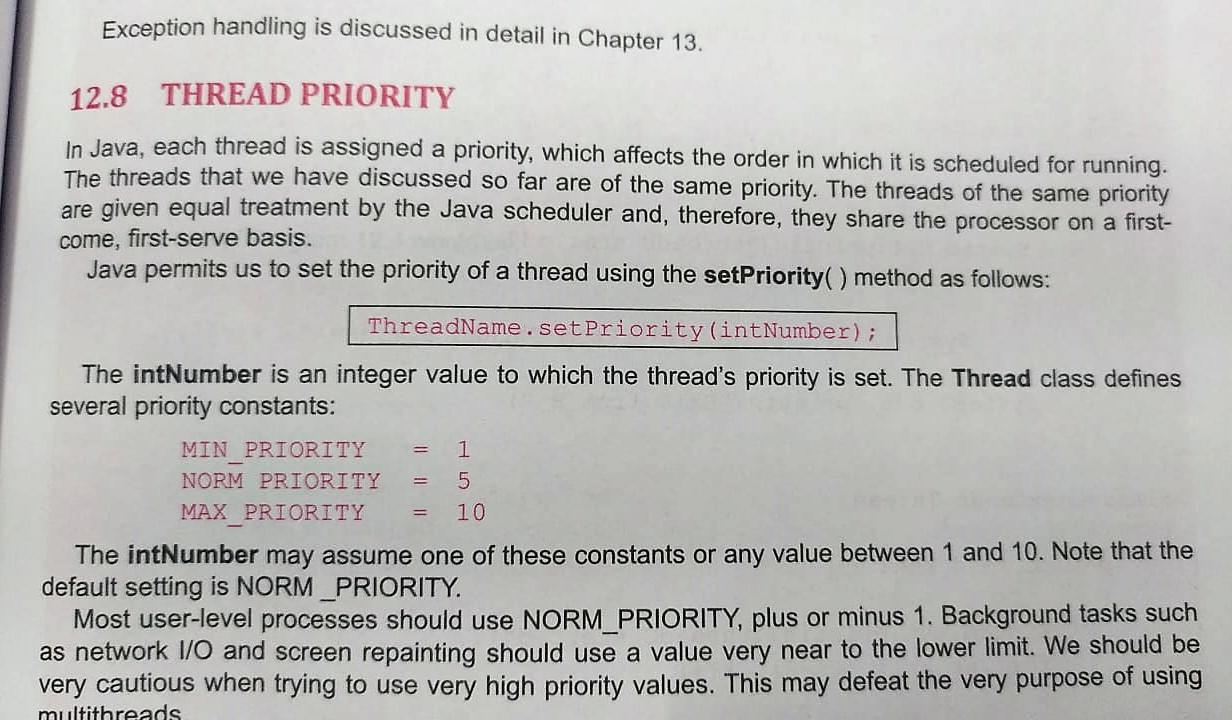 Exception handling is discussed in detail in Chapter 13.
12.8 THREAD PRIORITY
In Java, each thread is assigned a priority, which affects the order in which it is scheduled for running.
The threads that we have discussed so far are of the same priority. The threads of the same priority
are given equal treatment by the Java scheduler and, therefore, they share the processor on a first-
come, first-serve basis.
Java permits us to set the priority of a thread using the setPriority( ) method as follows:
ThreadName.setPriority(intNumber);
The intNumber is an integer value to which the thread's priority is set. The Thread class defines
several priority constants:
MIN_PRIORITY = 1
NORM PRIORITY = 5
MAX_PRIORITY = 10
The intNumber may assume one of these constants or any value between 1 and 10. Note that the
default setting is NORM _PRIORITY.
Most user-level processes should use NORM_PRIORITY, plus or minus 1. Background tasks such
as network I/O and screen repainting should use a value very near to the lower limit. We should be
very cautious when trying to use very high priority values. This may defeat the very purpose of using
multithreads